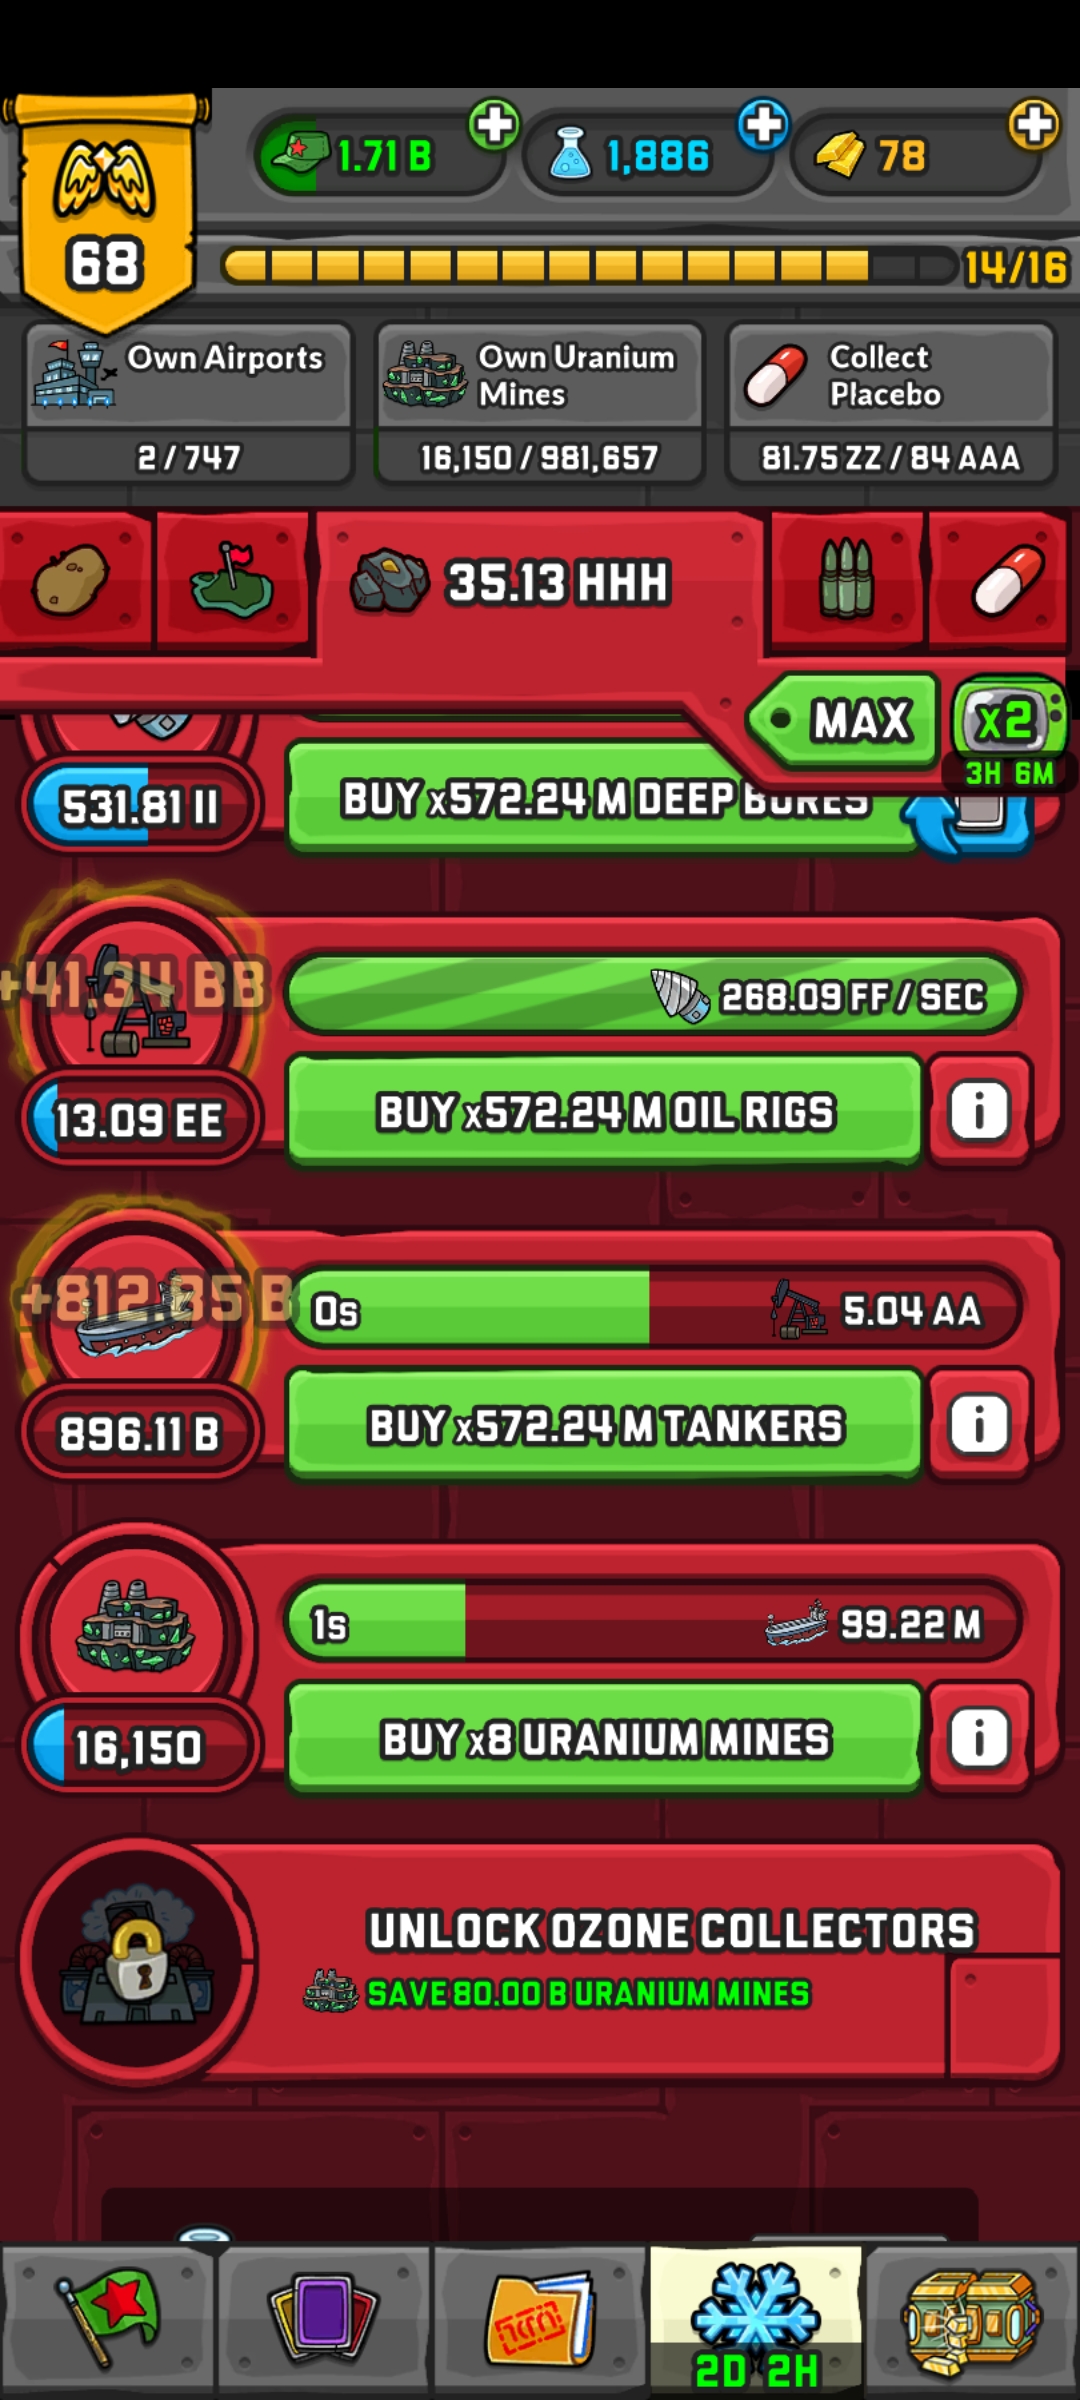 1.71 B
1,886
78
68
14/16
Own Airports
2 / 747
Own Uranium
Mines
16,150 / 981,657
Collect
Placebo
81.75 ZZ / 84 AAA
35.13 HHH
MAX
x2
3H 6M
531.81 II
BUY x572.24 M DEEP BORES
+41.34 BB
268.09 FF / SEC
13.09 EE
BUY x572.24 M OIL RIGS
+812.35 B
0s
5.04 AA
896.11 B
BUY x572.24 M TANKERS
1s
99.22 M
16,150
BUY x8 URANIUM MINES
UNLOCK OZONE COLLECTORS
SAVE 80.00 B URANIUM MINES
2D 2H